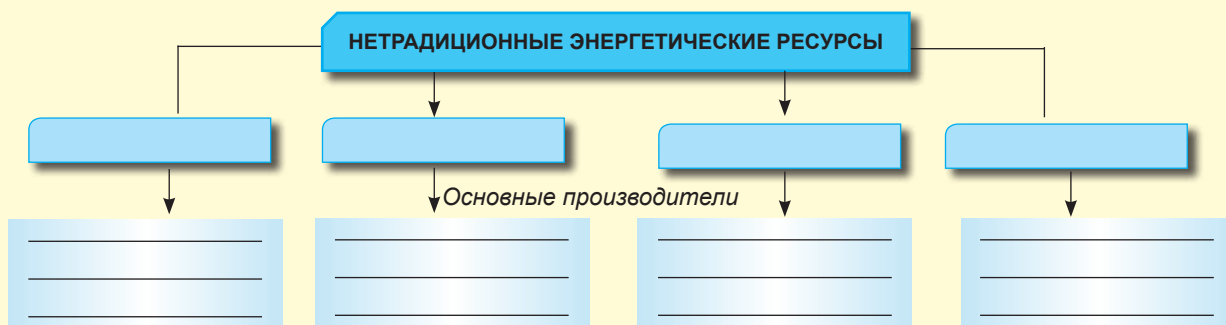 НЕТРАДИЦИОННЫЕ ЭНЕРГЕТИЧЕСКИЕ РЕСУРСЫ
Основные производители